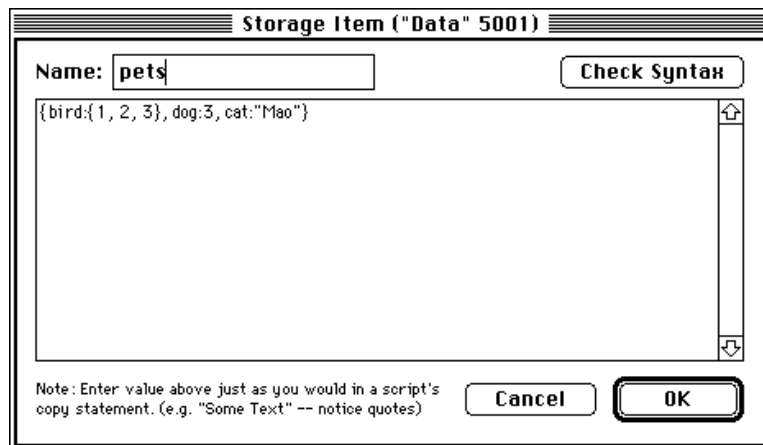 Storage Item ("Data" 5001)
Name: pets
Check Syntax
{bird:{1, 2, 3}, dog:3, cat:"Mao"}
Note: Enter value above just as you would in a script's
copy statement. (e.g. "Some Text" -- notice quotes)
Cancel
OK